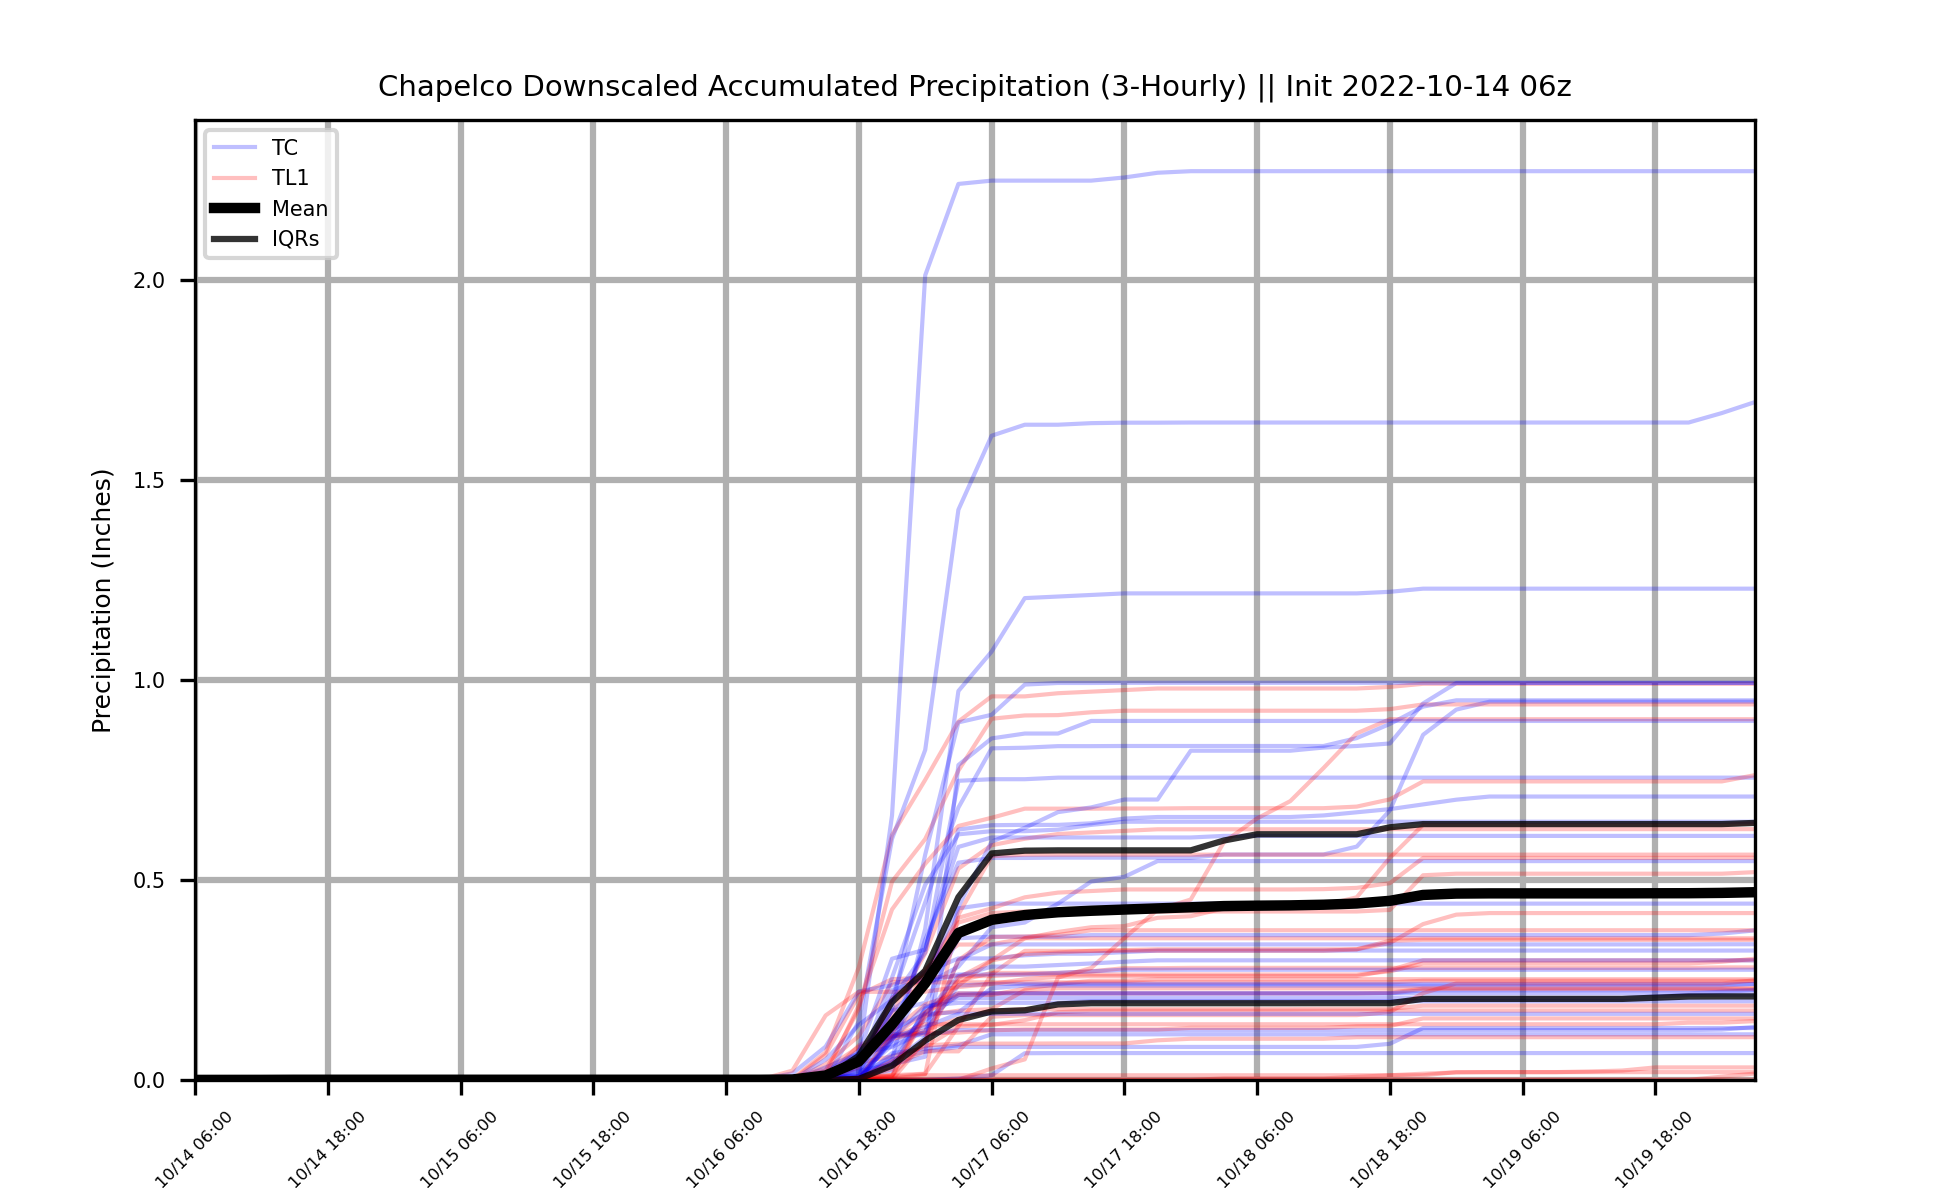 Chapelco Downscaled Accumulated Precipitation (3-Hourly) || Init 2022-10-14 06z
TC
TL1
Mean
IQRs
Precipitation (Inches)
2.0
1.5
1.0
0.5
0.0
10/14 06:00
10/14 18:00
10/15 06:00
10/15 18:00
10/16 06:00
10/16 18:00
10/17 06:00
10/17 18:00
10/18 06:00
10/18 18:00
10/19 06:00
10/19 18:00